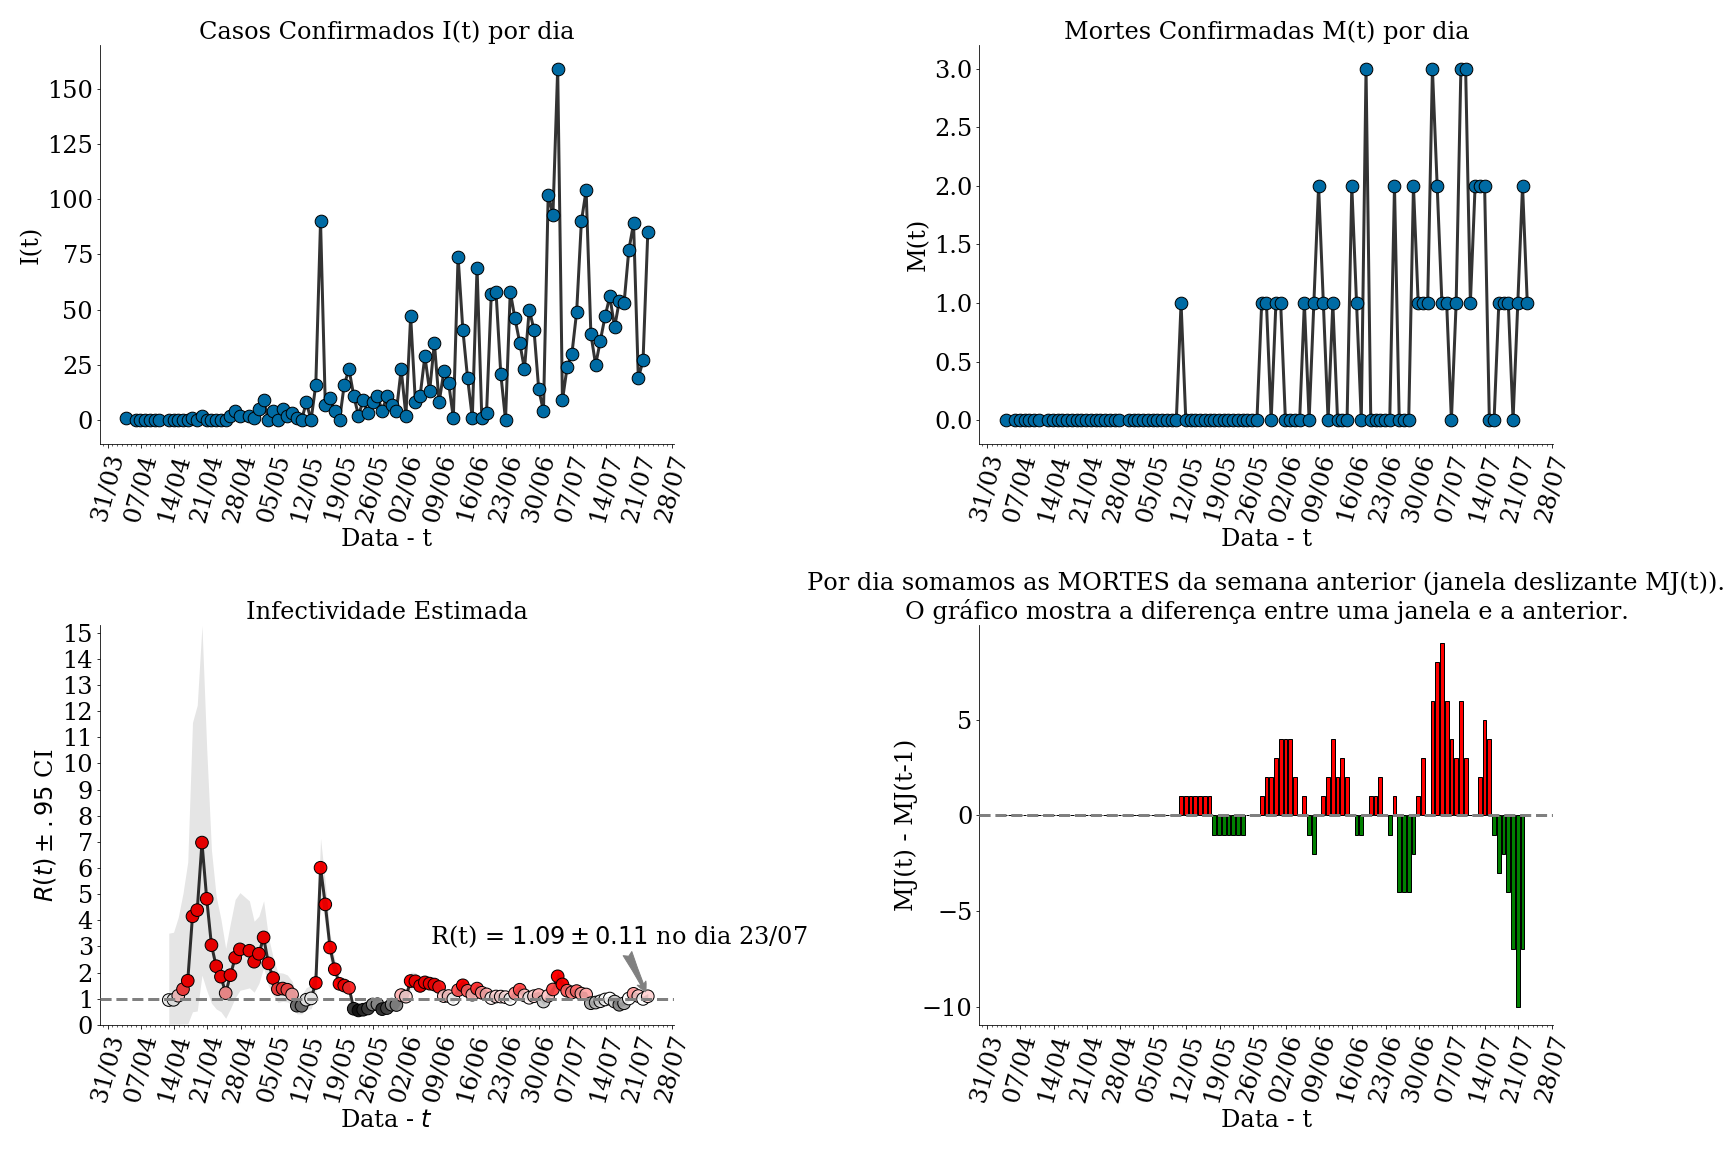 Casos Confirmados I(t) por dia
I(t)
150
125
100
75
50
25
0
31/03 07/04 14/04 21/04 28/04 05/05 12/05 19/05 26/05 02/06 09/06 16/06 23/06 30/06 07/07 14/07 21/07 28/07
Data - t
Mortes Confirmadas M(t) por dia
M(t)
3.0
2.5
2.0
1.5
1.0
0.5
0.0
31/03 07/04 14/04 21/04 28/04 05/05 12/05 19/05 26/05 02/06 09/06 16/06 23/06 30/06 07/07 14/07 21/07 28/07
Data - t
Infectividade Estimada
R(t) ± .95 CI
15
14
13
12
11
10
9
8
7
6
5
4
3
2
1
0
R(t) = 1.09 ± 0.11 no dia 23/07
31/03 07/04 14/04 21/04 28/04 05/05 12/05 19/05 26/05 02/06 09/06 16/06 23/06 30/06 07/07 14/07 21/07 28/07
Data - t
Por dia somamos as MORTES da semana anterior (janela deslizante MJ(t)).
O gráfico mostra a diferença entre uma janela e a anterior.
MJ(t) - MJ(t-1)
5
0
−5
−10
31/03 07/04 14/04 21/04 28/04 05/05 12/05 19/05 26/05 02/06 09/06 16/06 23/06 30/06 07/07 14/07 21/07 28/07
Data - t